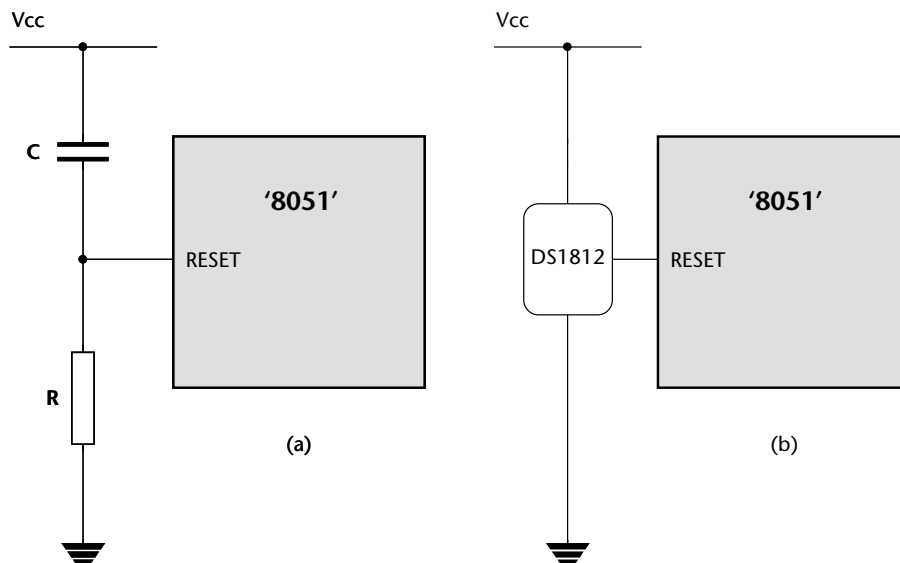 Vcc
C
'8051'
RESET
R
(a)
Vcc
DS1812
'8051'
RESET
(b)